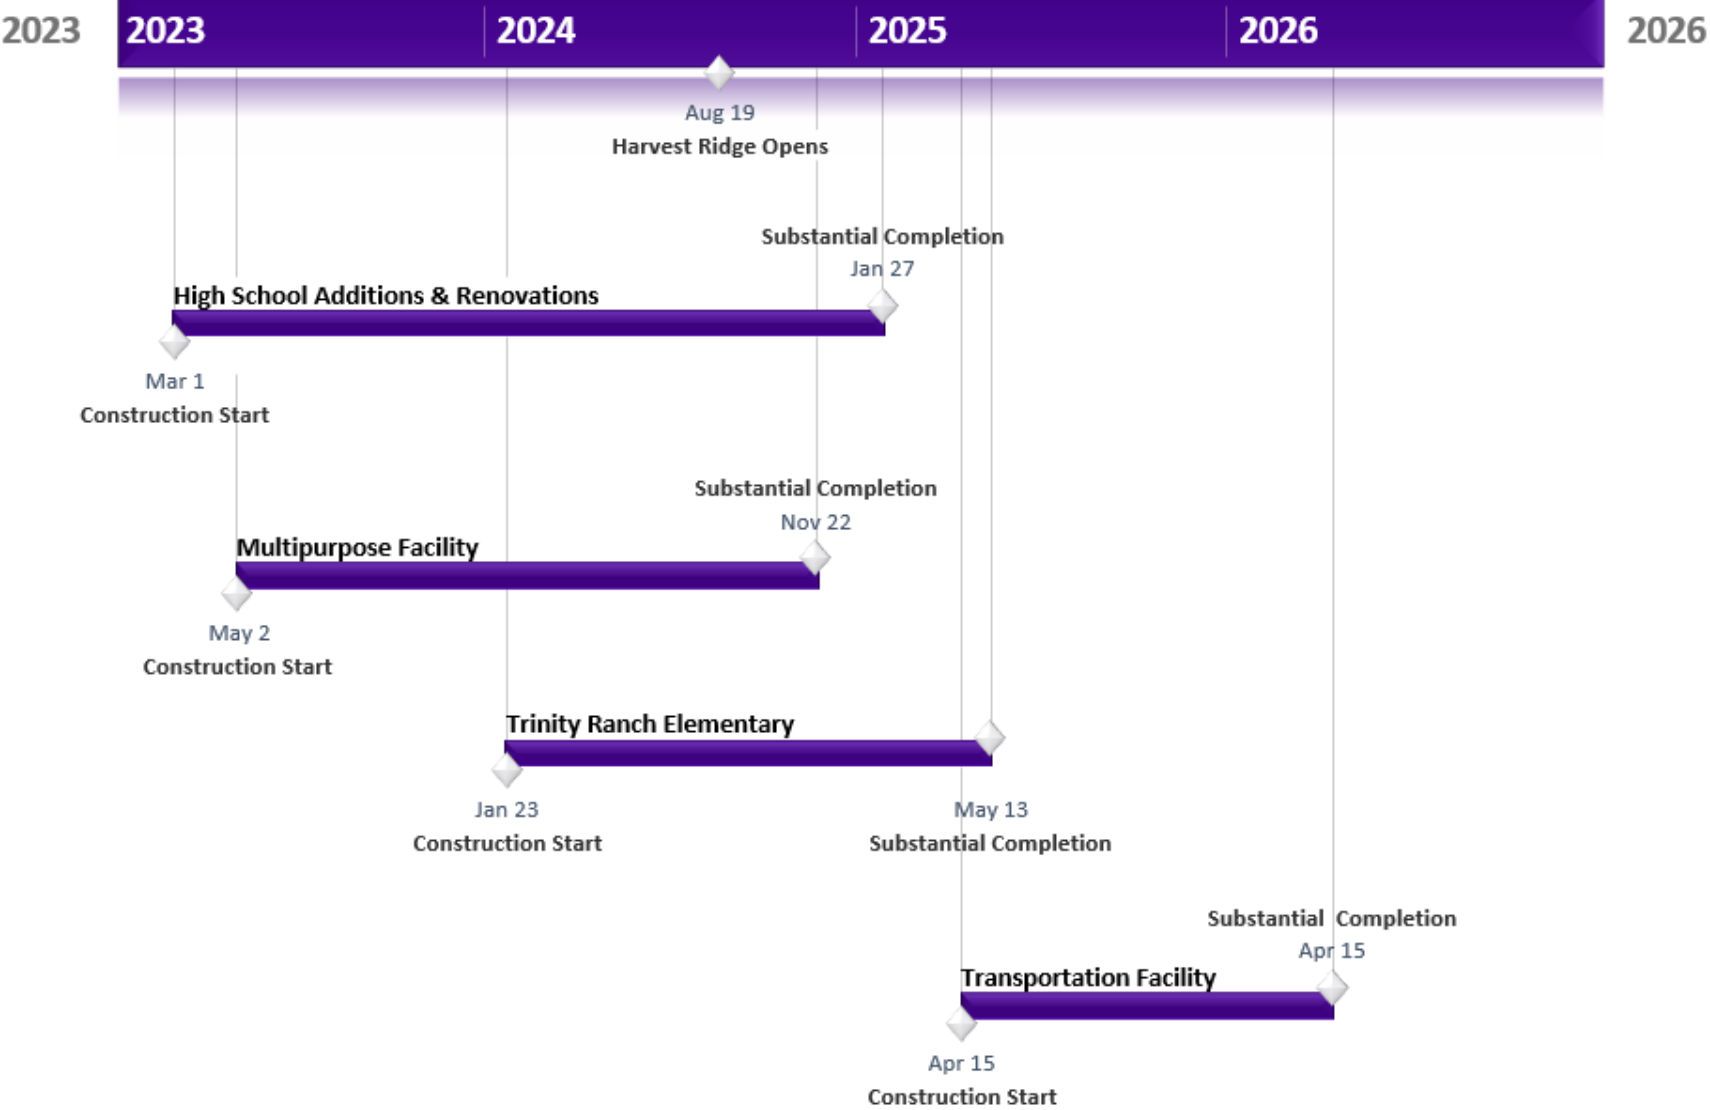 2023
2023
2024
2025
2026
2026
Aug 19
Harvest Ridge Opens
Substantial Completion
Jan 27
High School Additions & Renovations
Mar 1
Construction Start
Substantial Completion
Nov 22
Multipurpose Facility
May 2
Construction Start
Trinity Ranch Elementary
Jan 23
Construction Start
May 13
Substantial Completion
Substantial Completion
Apr 15
Transportation Facility
Apr 15
Construction Start